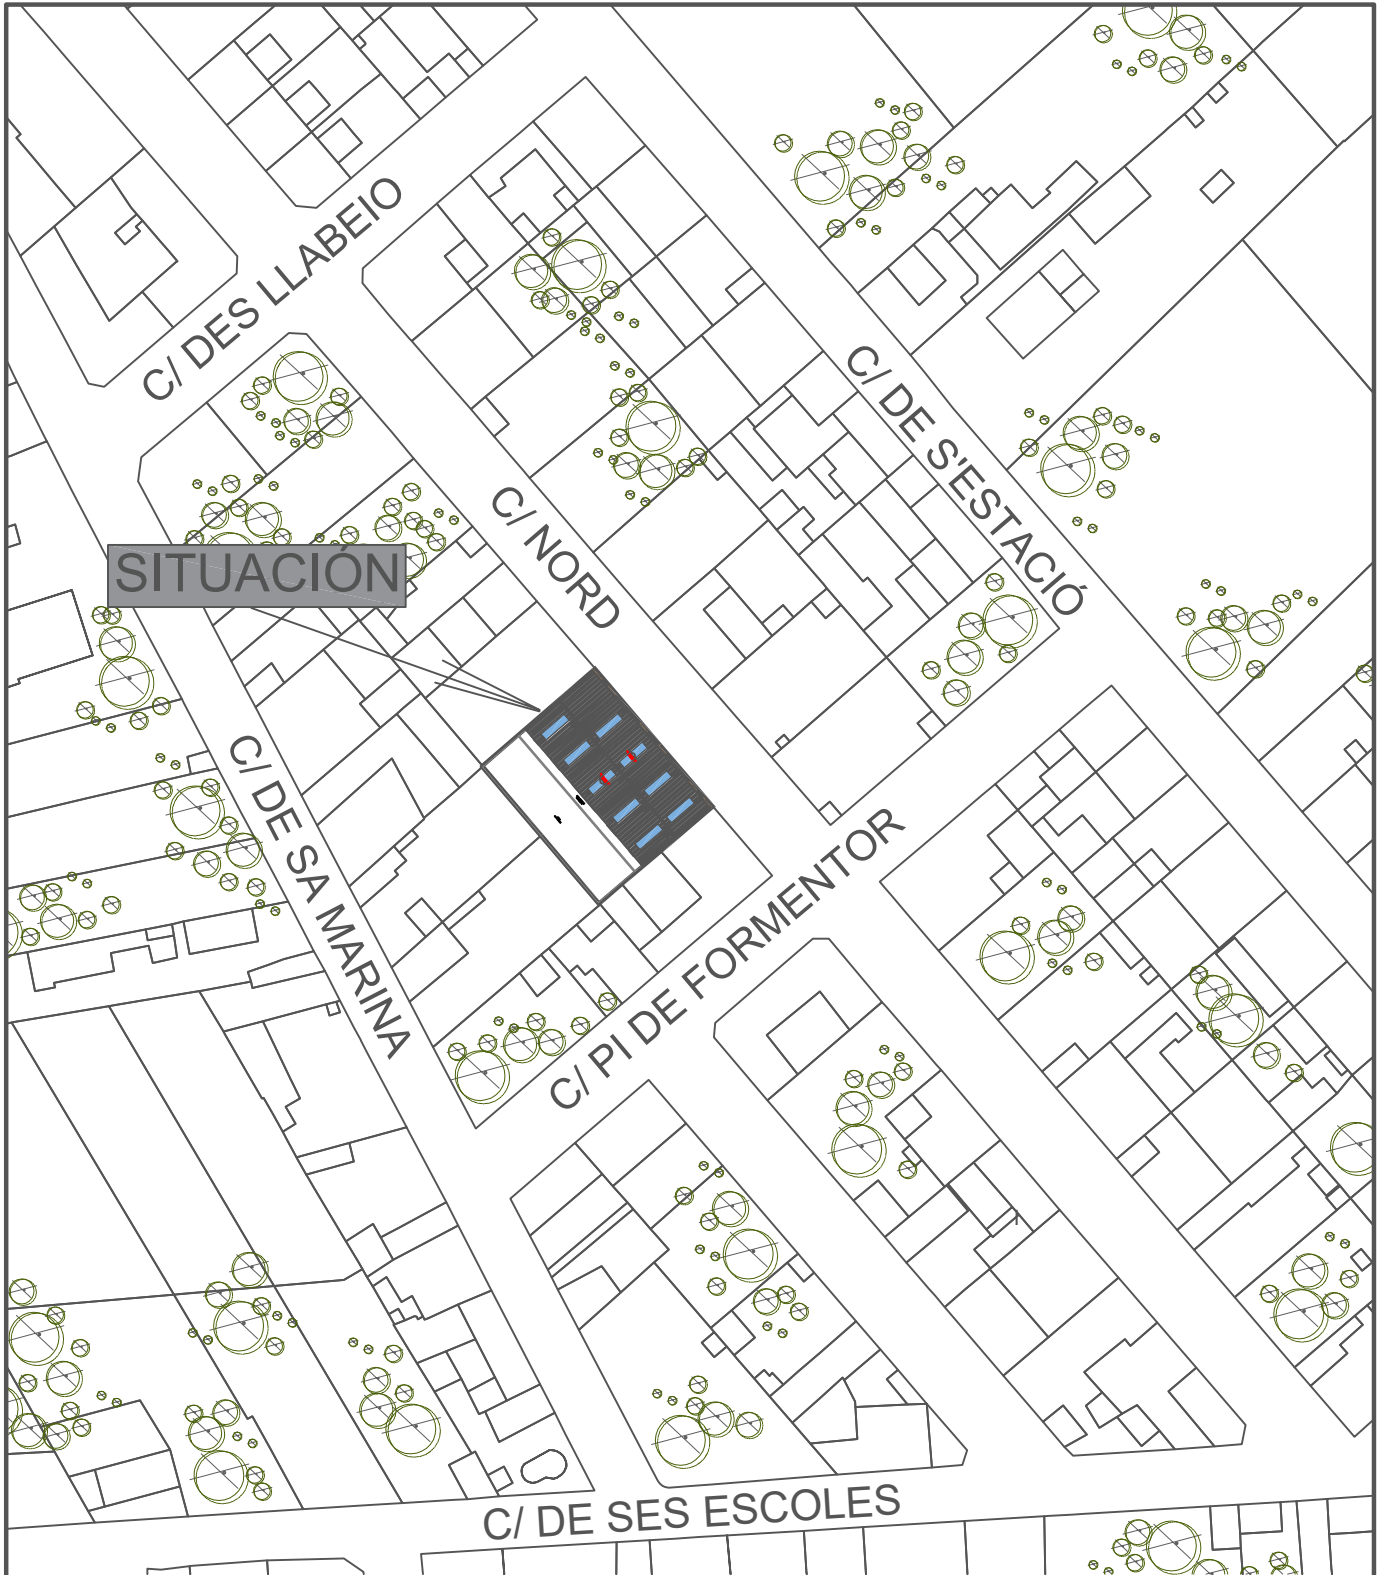 C/ DES LLABEIO
C/ DE S'ESTACIÓ
C/ NORD
SITUACIÓN
C/ DE SA MARINA
C/ PI DE FORMENTOR
C/ DE SES ESCOLES